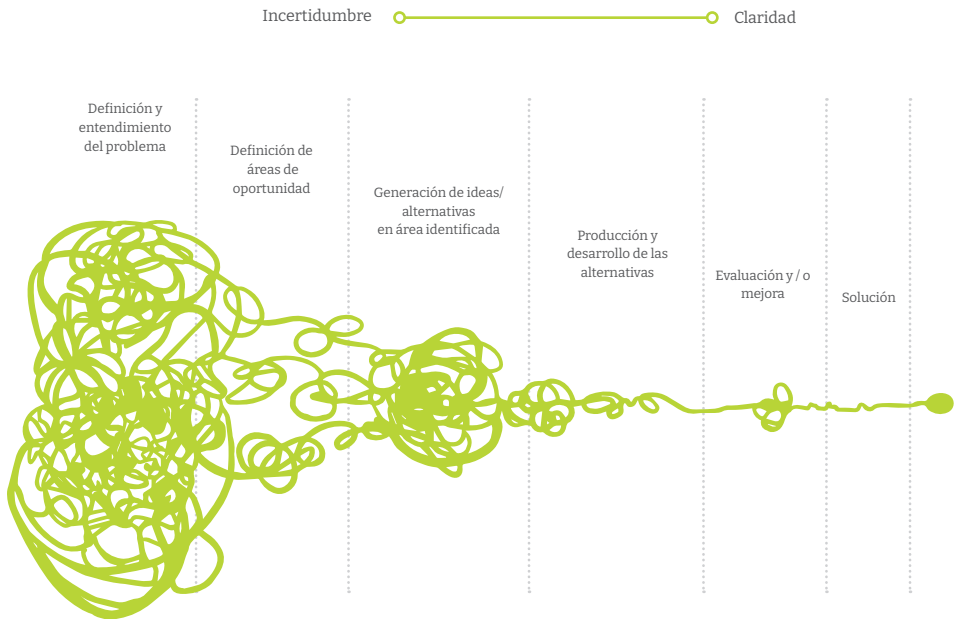 Incertidumbre
Claridad
Definición y
entendimiento
del problema
Definición de
áreas de
oportunidad
Generación de ideas/
alternativas
en área identificada
Producción y
desarrollo de las
alternativas
Evaluación y / o
mejora
Solución